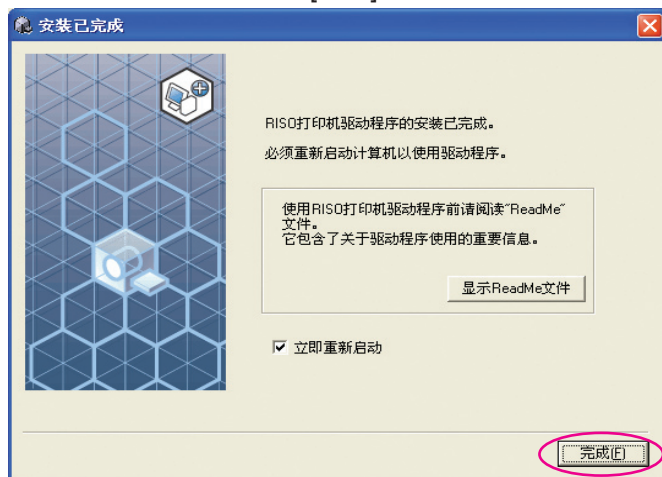 安装已完成
RISO打印机驱动程序的安装已完成。
必须重新启动计算机以使用驱动程序。
使用RISO打印机驱动程序前请阅读"ReadMe"
文件。
它包含了关于驱动程序使用的重要信息。
显示ReadMe文件
立即重新启动
完成(F)